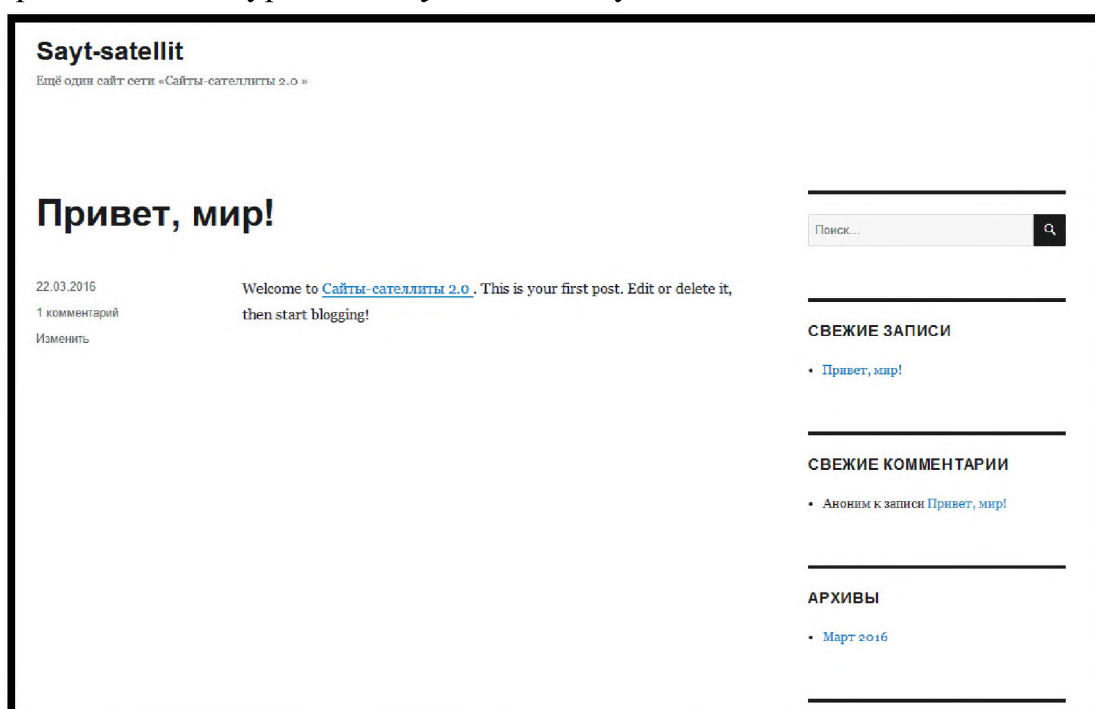 Sayt-satellit
Ещё один сайт сети «Сайты-сателлиты 2.0 »
Привет, мир!
22.03.2016
1 комментарий
Изменить
Welcome to Сайты-сателлиты 2.0 . This is your first post. Edit or delete it,
then start blogging!
Поиск...
СВЕЖИЕ ЗАПИСИ
• Привет, мир!
СВЕЖИЕ КОММЕНТАРИИ
• Аноним к записи Привет, мир!
АРХИВЫ
• Март 2016